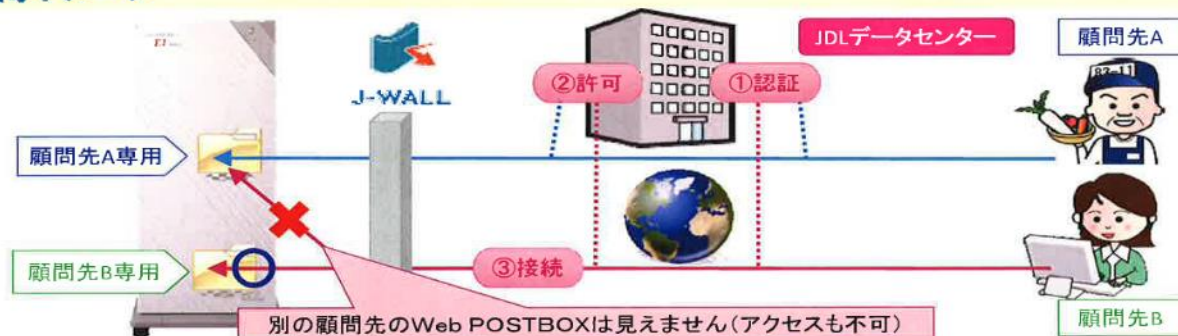 JDLデータセンター
顧問先A
②許可
①認証
J-WALL
顧問先A専用
③接続
顧問先B専用
顧問先B
別の顧問先のWeb POSTBOXは見えません(アクセスも不可)